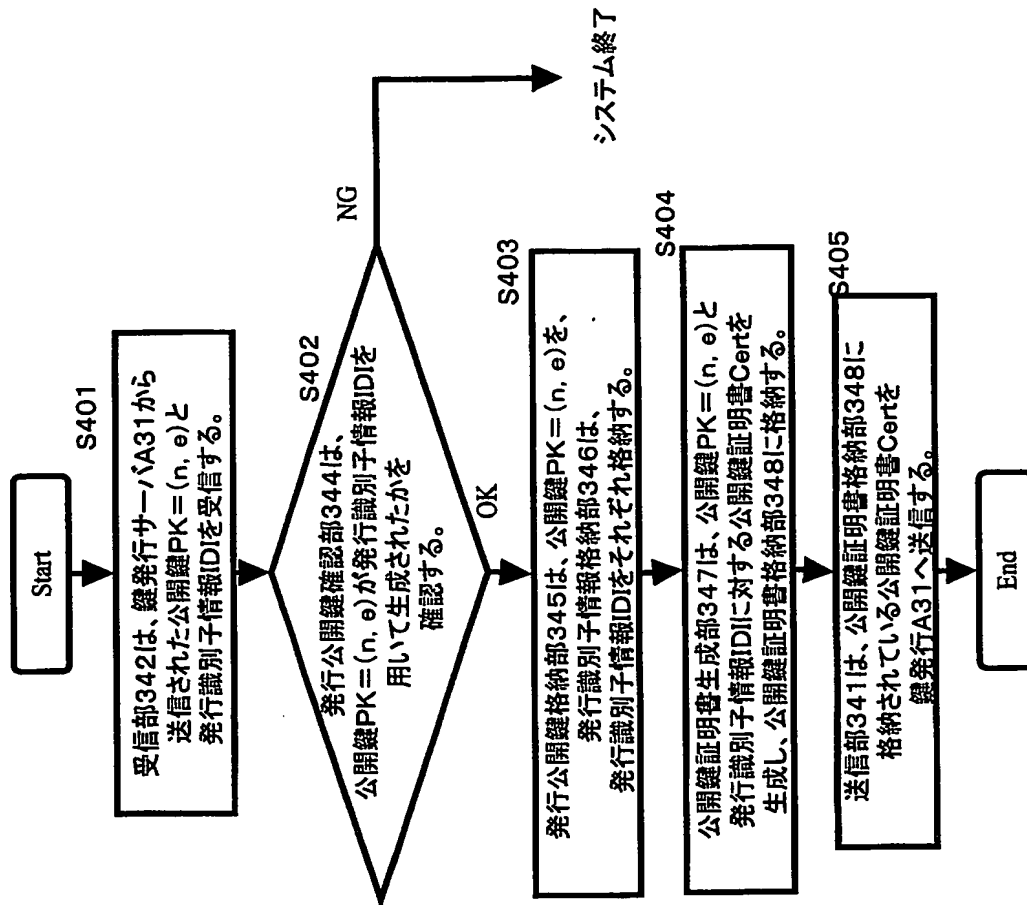 Start
S401
受信部342は、鍵発行サーバA31から
送信された公開鍵PK=(n, e)と
発行識別子情報IDIを受信する。
S402
発行公開鍵確認部344は、
公開鍵PK=(n, e)が発行識別子情報IDIを
用いて生成されたかを
確認する。
NG
システム終了
OK
S403
発行公開鍵格納部345は、公開鍵PK=(n, e)を、
発行識別子情報格納部346は、
発行識別子情報IDIをそれぞれ格納する。
S404
公開鍵証明書生成部347は、公開鍵PK=(n, e)と
発行識別子情報IDIに対する公開鍵証明書Certを
生成し、公開鍵証明書格納部348に格納する。
S405
送信部341は、公開鍵証明書格納部348に
格納されている公開鍵証明書Certを
鍵発行A31へ送信する。
End